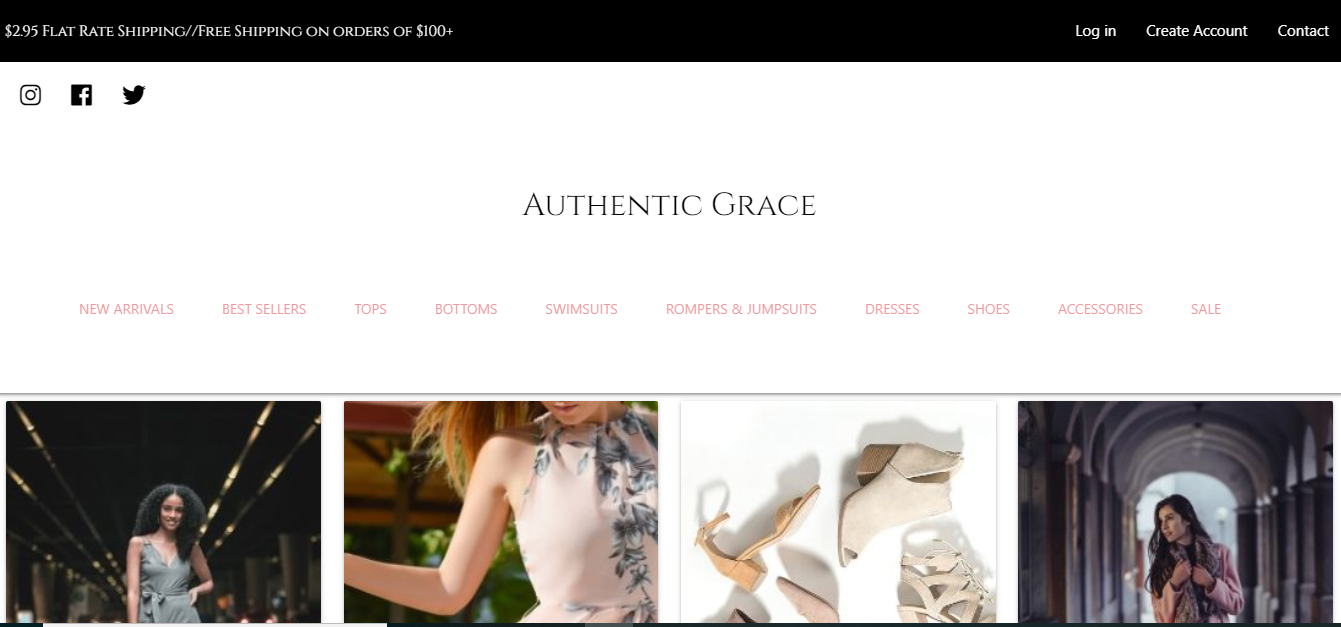 $2.95 Flat Rate Shipping//Free Shipping on orders of $100+
Log in Create Account Contact
Authentic Grace
NEW ARRIVALS BEST SELLERS TOPS BOTTOMS SWIMSUITS ROMPERS & JUMPSUITS DRESSES SHOES ACCESSORIES SALE